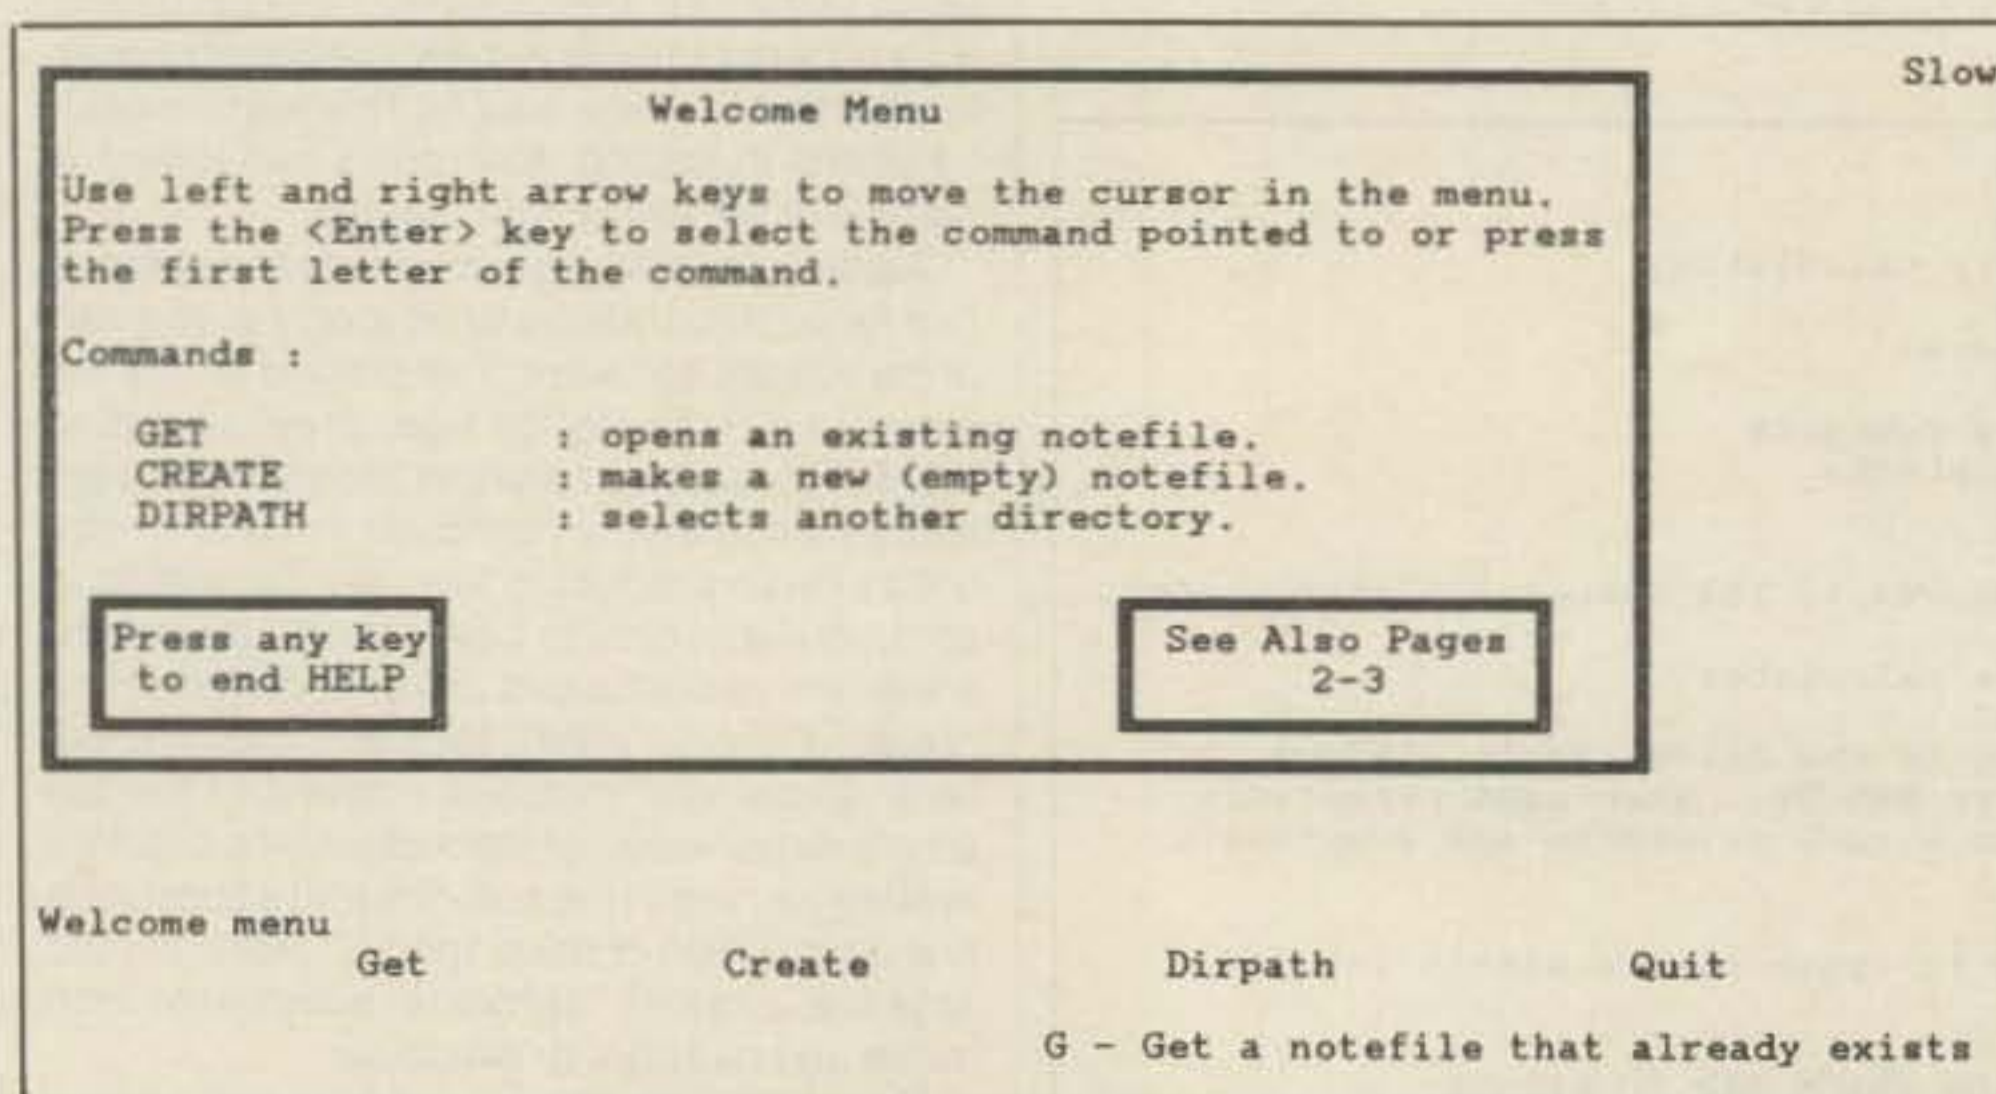 Slow
Welcome Menu
Use left and right arrow keys to move the cursor in the menu.
Press the <Enter> key to select the command pointed to or press
the first letter of the command.
Commands :
GET : opens an existing notefile.
CREATE : makes a new (empty) notefile.
DIRPATH : selects another directory.
Press any key
to end HELP
See Also Pages
2-3
Welcome menu
Get Create Dirpath Quit
G - Get a notefile that already exists